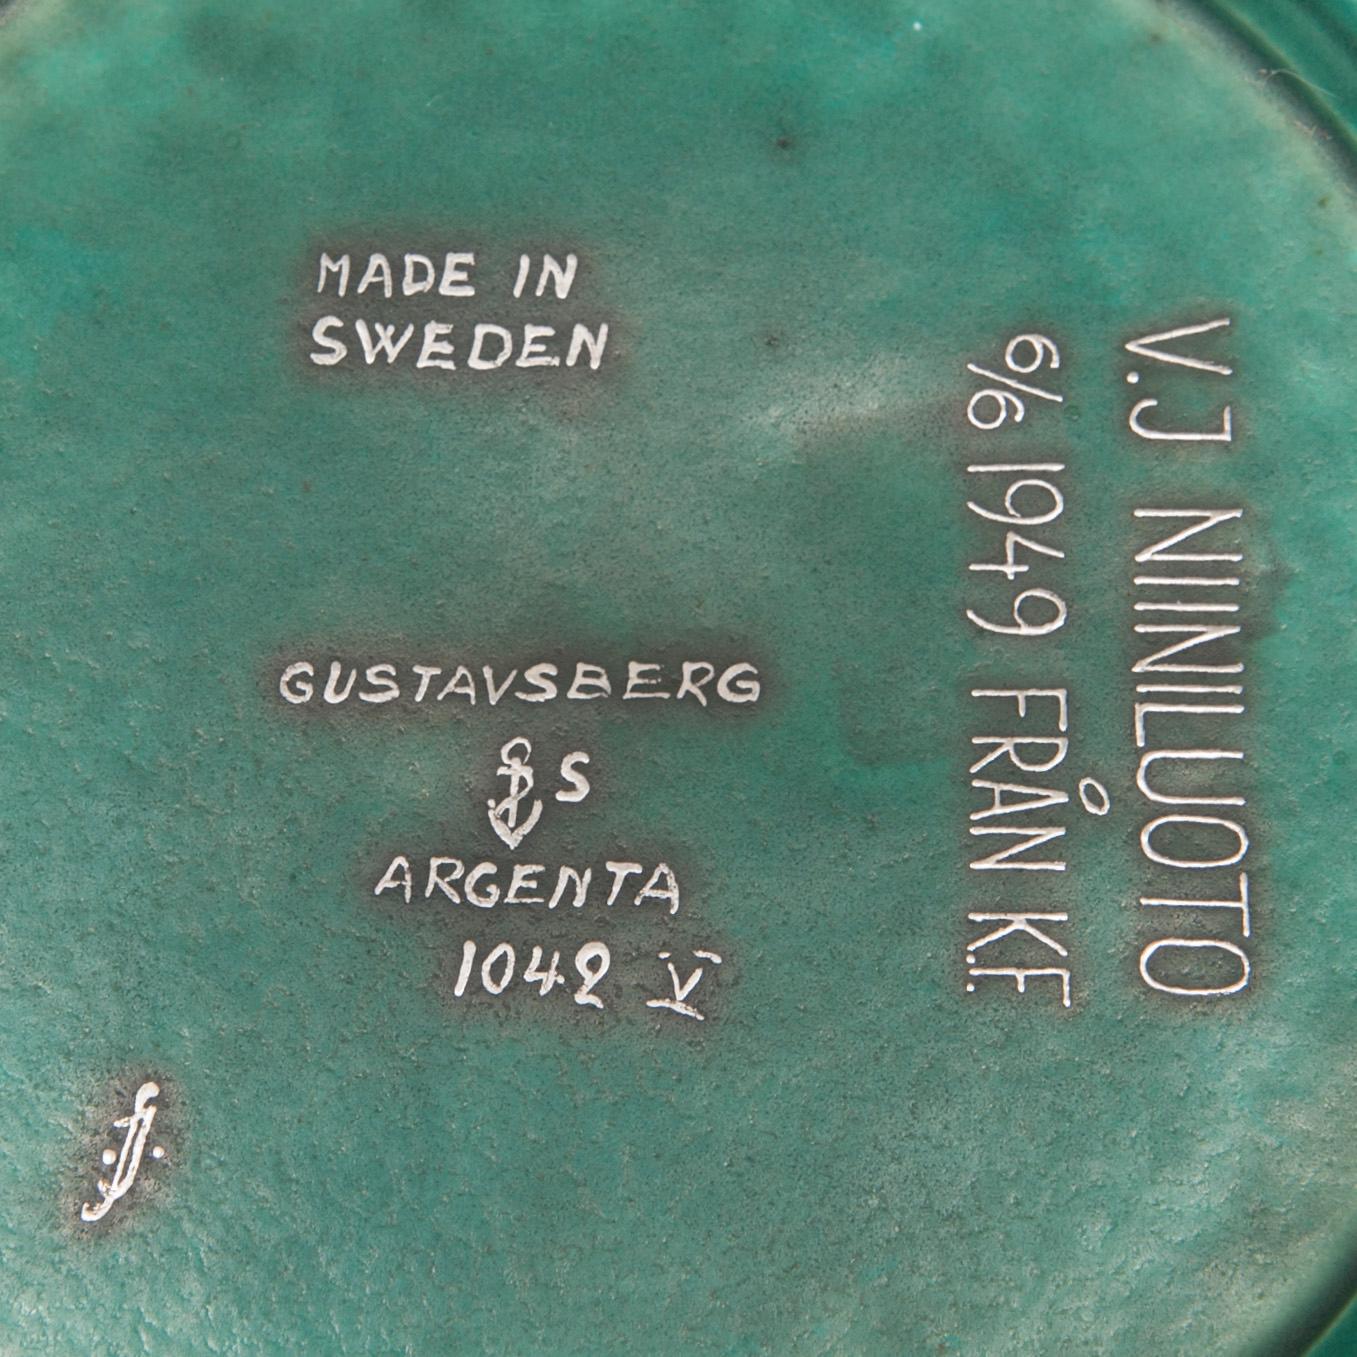 MADE IN
SWEDEN
GUSTAVSBERG
S
ARGENTA
1042 V
V.J NIINILUOTO
6/6 1949 FRÅN K.F.